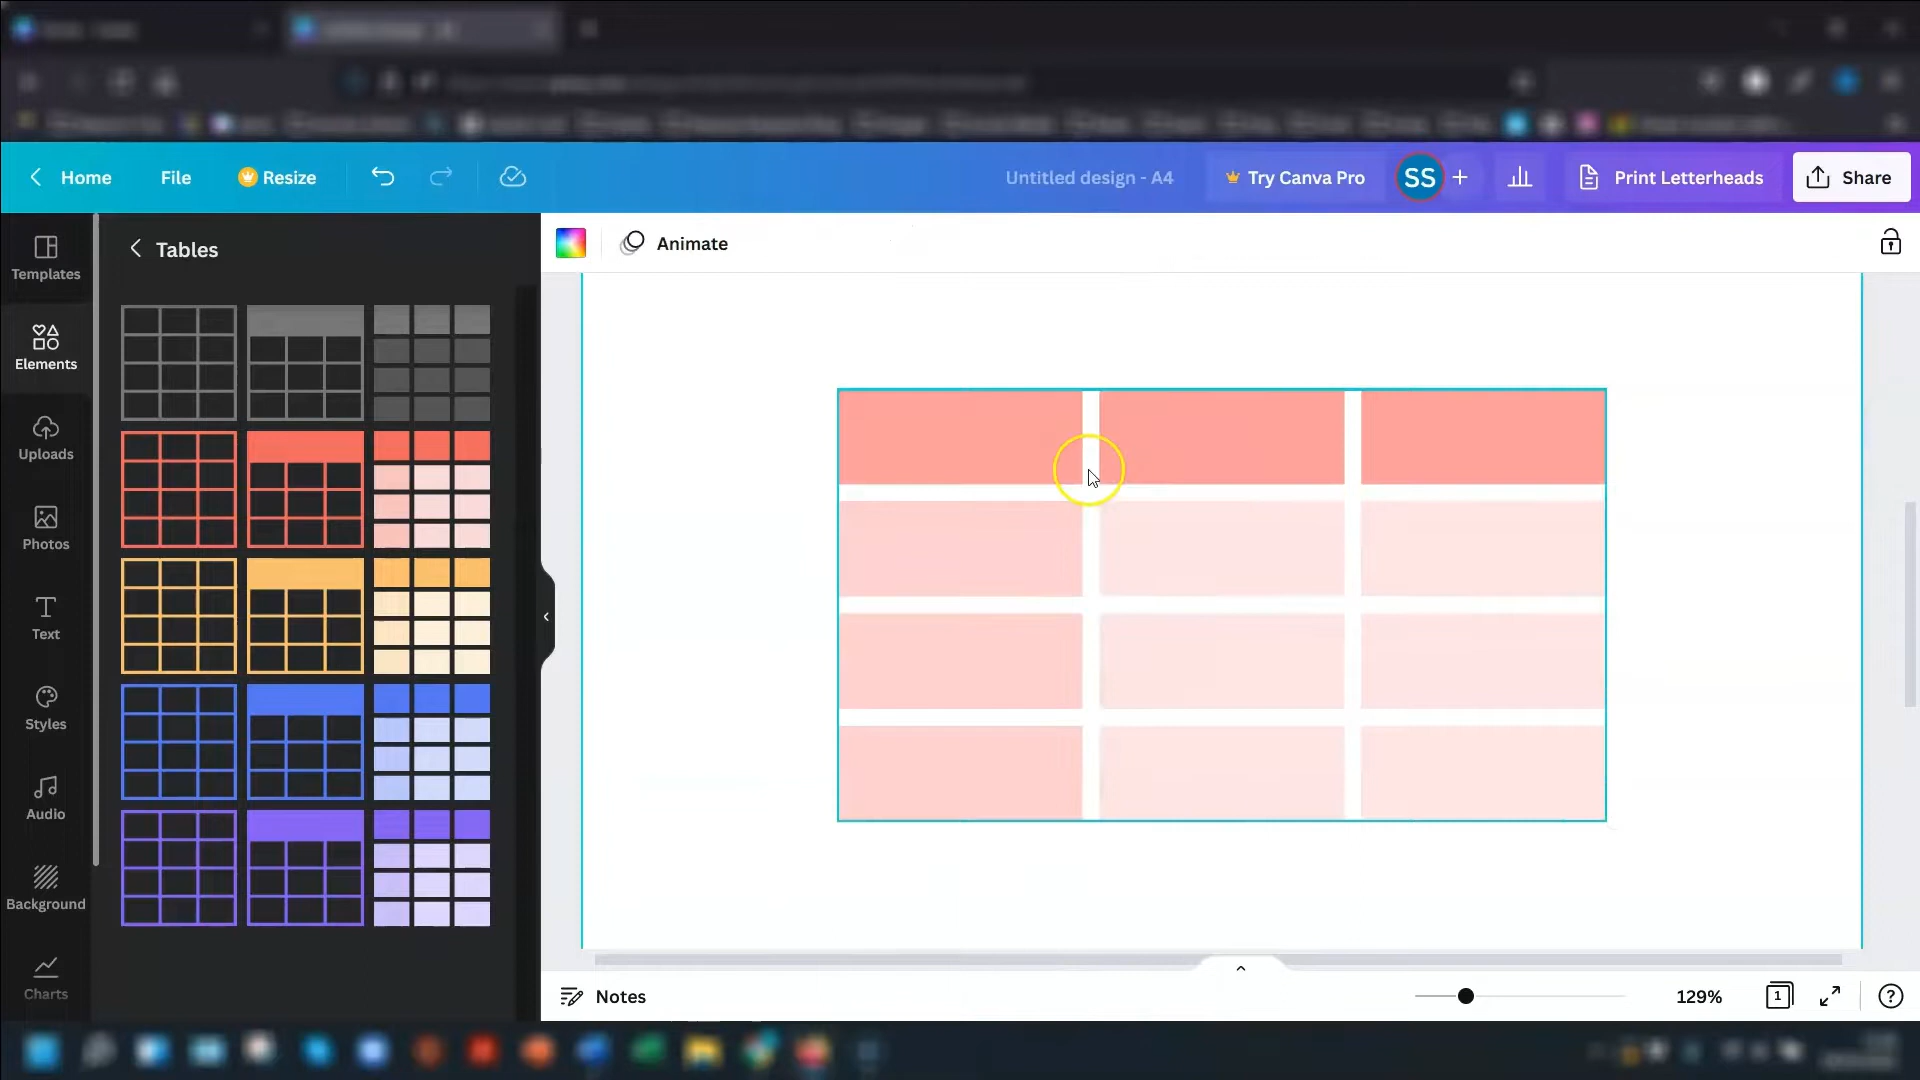 Home File Resize Untitled design - A4 Try Canva Pro SS + Print Letterheads Share
Tables
Animate
Templates
Elements
Uploads
Photos
Text
Styles
Audio
Background
Charts
Notes 129% 1 ?